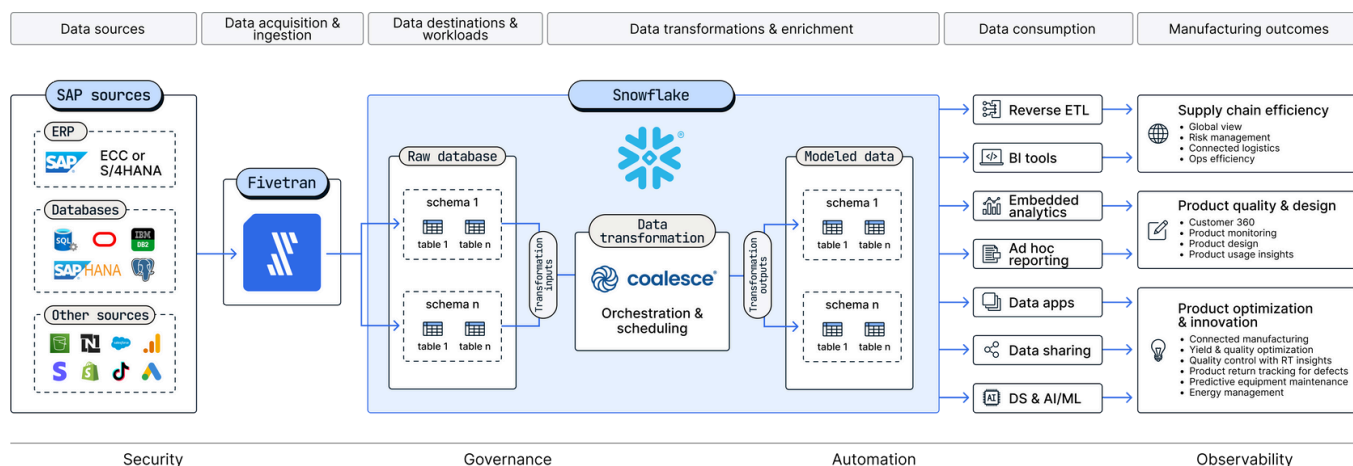 Data sources
Data acquisition &
ingestion
Data destinations &
workloads
Data transformations & enrichment
Data consumption
Manufacturing outcomes
SAP sources
ERP
SAP
ECC or
S/4HANA
Databases
SQL
IBM
DB2
SAP HANA
Other sources
salesforce
Fivetran
Snowflake
®
Raw database
schema 1
table 1
table n
schema n
table 1
table n
Transformation
inputs
Data
transformation
coalesce®
Orchestration &
scheduling
Transformation
outputs
Modeled data
schema 1
table 1
table n
schema n
table 1
table n
Reverse ETL
BI tools
Embedded
analytics
Ad hoc
reporting
Data apps
Data sharing
AI
DS & AI/ML
Supply chain efficiency
• Global view
• Risk management
• Connected logistics
• Ops efficiency
Product quality & design
• Customer 360
• Product monitoring
• Product design
• Product usage insights
Product optimization
& innovation
• Connected manufacturing
• Yield & quality optimization
• Quality control with RT insights
• Product return tracking for defects
• Predictive equipment maintenance
• Energy management
Security
Governance
Automation
Observability